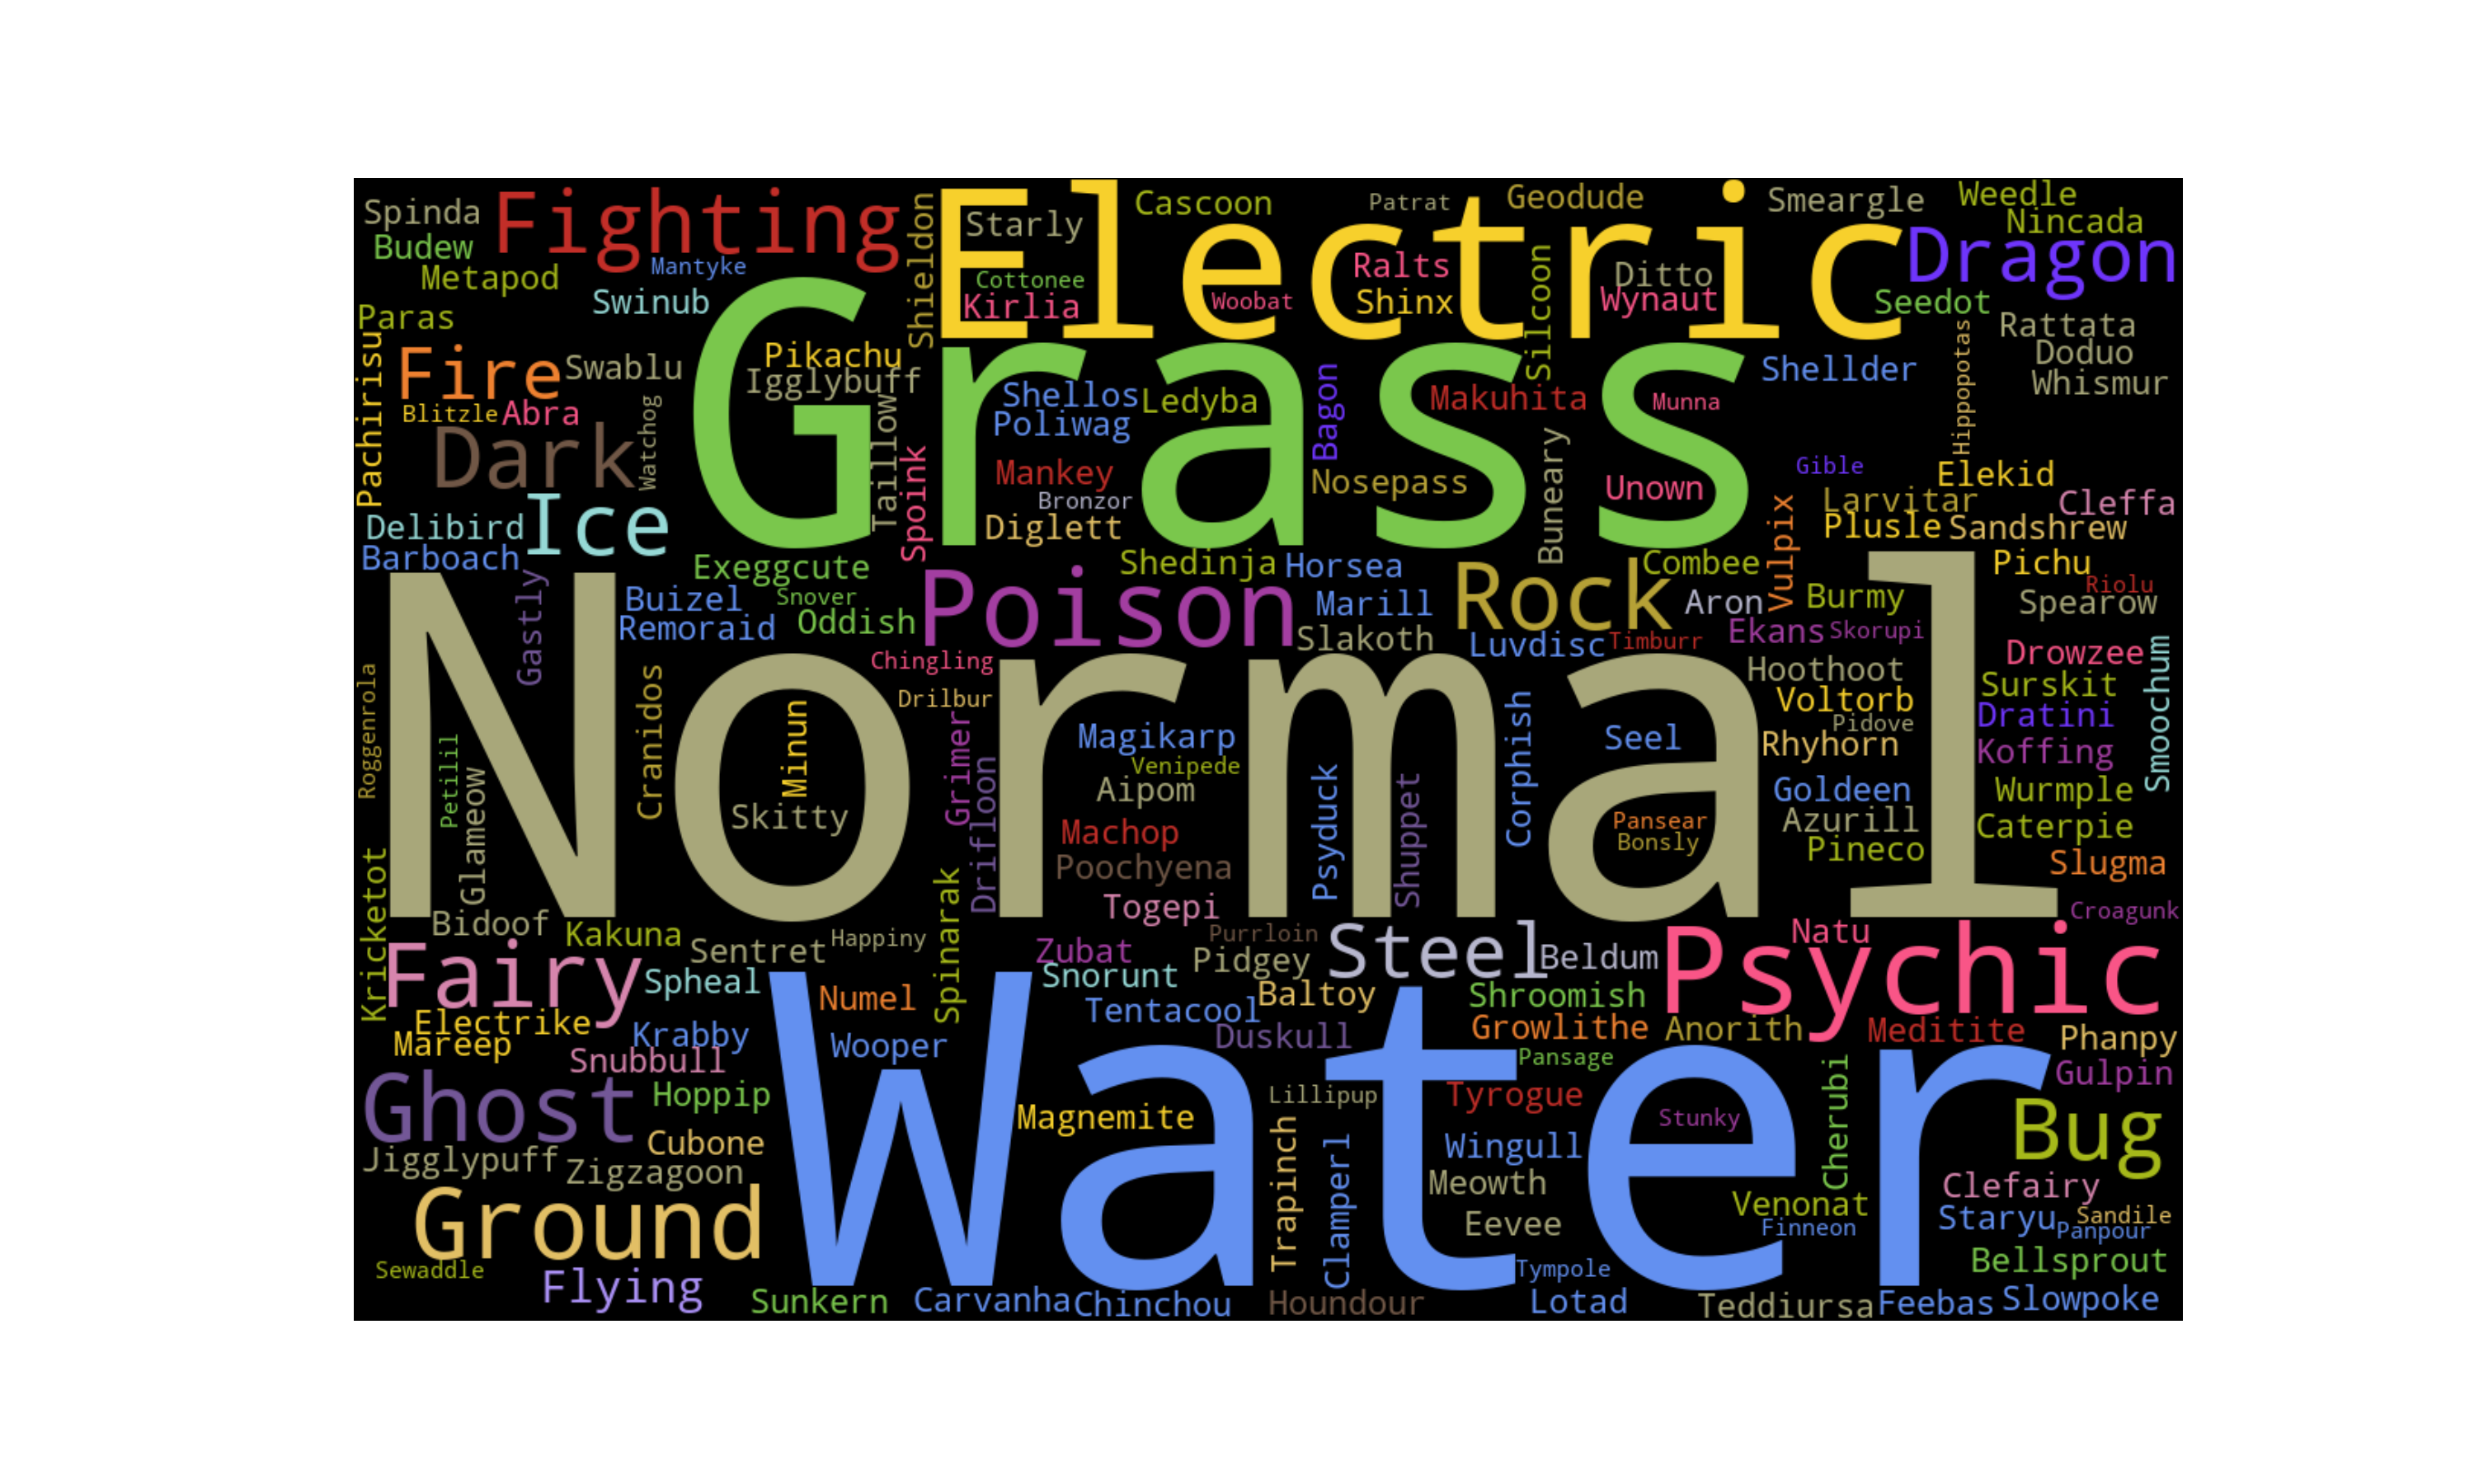 Spinda
Fighting
Shieldon
Electric
Starly
Cascoon
Patrat
Geodude
Smeargle
Weedle
Nincada
Budew
Metapod
Mantyke
Swinub
Cottonee
Kirlia
Woobat
Ralts
Shinx
Silcoon
Ditto
Wynaut
Dragon
Seedot
Paras
Pachirisu
Fire
Swablu
Grass
Pikachu
Igglybuff
Taillow
Shellos
Ledyba
Poliwag
Bagon
Makuhita
Munna
Shellder
Hippopotas
Rattata
Doduo
Whismur
Blitzle
Abra
Watchog
Dark
Spoink
Mankey
Bronzor
Diglett
Nosepass
Buneary
Unown
Gible
Elekid
Larvitar
Cleffa
Vulpix
Plusle
Sandshrew
Delibird
Ice
Barboach
Gastly
Exeggcute
Shedinja
Horsea
Combee
Pichu
Riolu
Buizel
Snover
Remoraid
Oddish
Poison
Marill
Rock
Aron
Burmy
Spearow
Slakoth
Luvdisc
Timburr
Ekans
Skorupi
Chingling
Hoothoot
Drowzee
Smoochum
Roggenrola
Normal
Cranidos
Drilbur
Voltorb
Surskit
Pidove
Dratini
Petilil
Glameow
Minun
Skitty
Grimer
Drifloon
Magikarp
Venipede
Aipom
Psyduck
Shuppet
Corphish
Seel
Rhyhorn
Koffing
Goldeen
Wurmple
Machop
Poochyena
Pansear
Bonsly
Azurill
Caterpie
Pineco
Slugma
Kricketot
Bidoof
Kakuna
Sentret
Happiny
Spinarak
Togepi
Zubat
Purrloin
Pidgey
Steel
Beldum
Psychic
Natu
Croagunk
Fairy
Spheal
Numel
Snorunt
Baltoy
Shroomish
Electrike
Mareep
Krabby
Snubbull
Wooper
Water
Tentacool
Duskull
Growlithe
Anorith
Meditite
Phanpy
Pansage
Gulpin
Ghost
Hoppip
Magnemite
Lillipup
Tyrogue
Stunky
Cherubi
Bug
Jigglypuff
Cubone
Zigzagoon
Trapinch
Clamperl
Wingull
Meowth
Eevee
Venonat
Finneon
Clefairy
Staryu
Sandile
Panpour
Ground
Sewaddle
Flying
Sunkern
Carvanha
Chinchou
Houndour
Tympole
Lotad
Teddiursa
Feebas
Bellsprout
Slowpoke